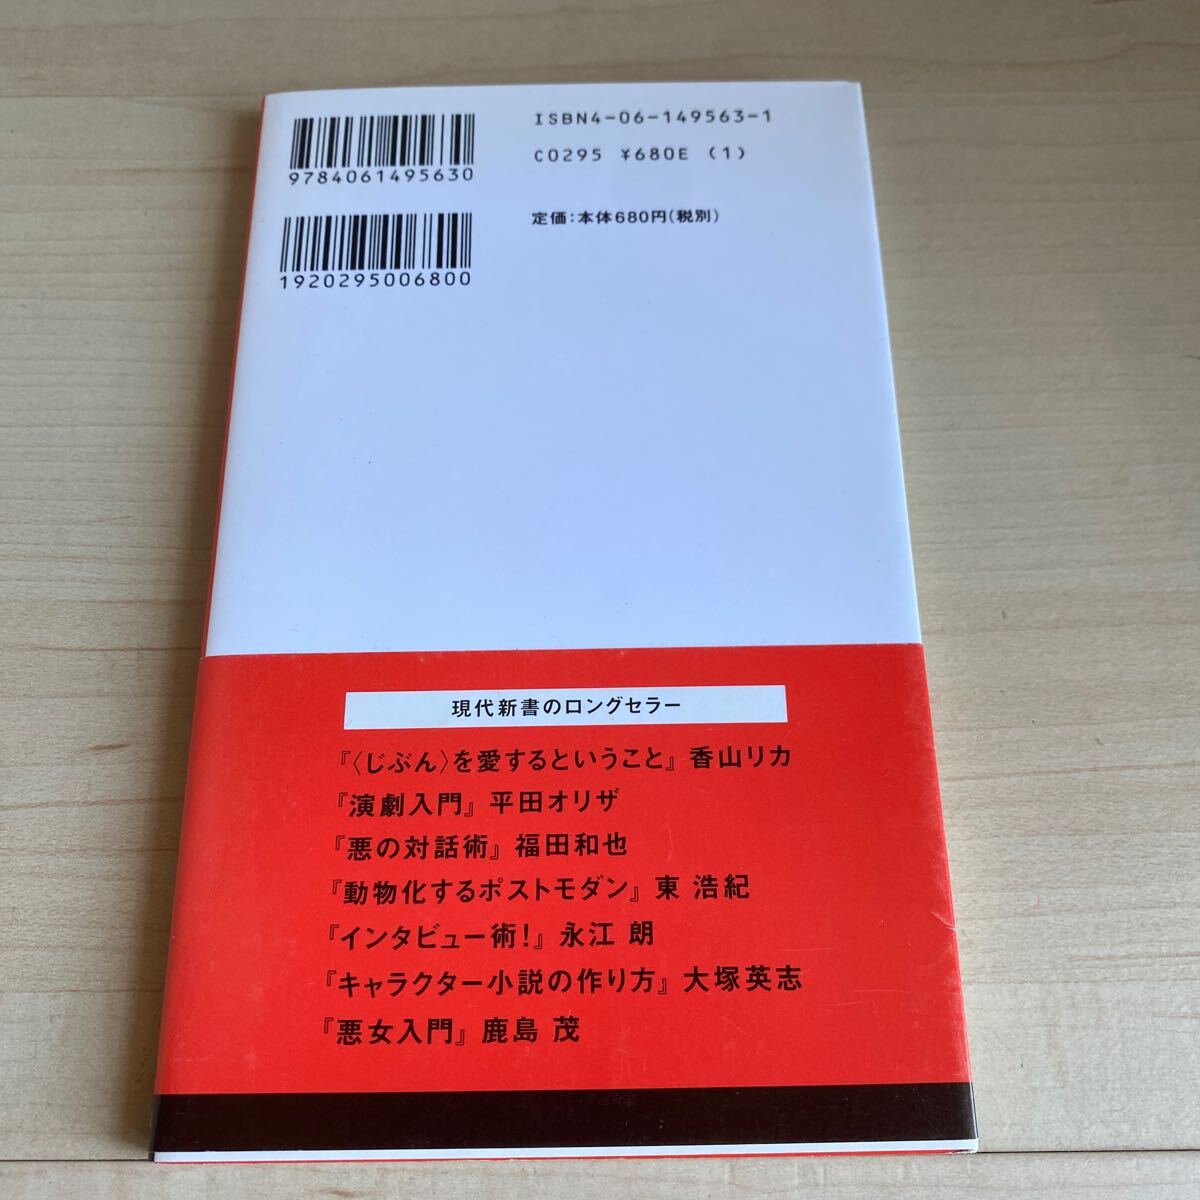 ISBN4-06-149563-1
9784061495630
C0295 ¥680E (1)
定価：本体680円（税別）
1920295006800
現代新書のロングセラー
『〈じぶん〉を愛するということ』香山リカ
『演劇入門』平田オリザ
『悪の対話術』福田和也
『動物化するポストモダン』東 浩紀
『インタビュー術！』永江 朗
『キャラクター小説の作り方』大塚英志
『悪女入門』鹿島 茂